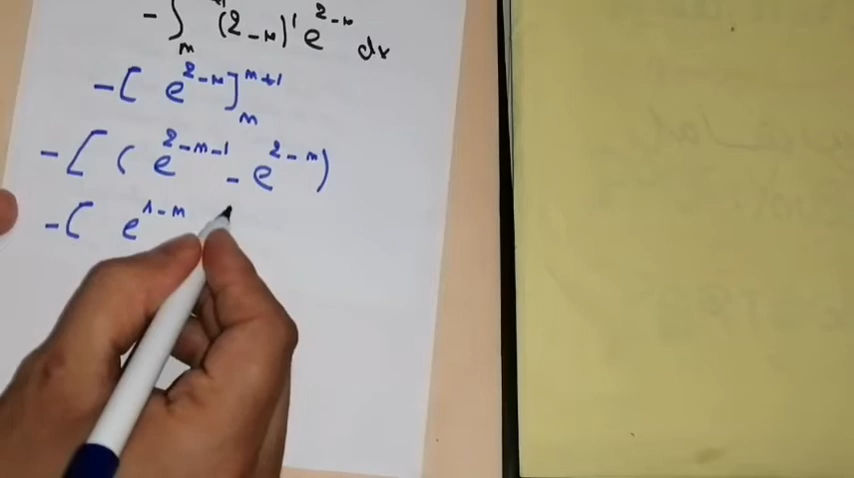 - ∫ₙ (2-x)' e^{2-x} dx
- [ e^{2-x} ]ₙ^{n+1}
- [ ( e^{2-n-1} - e^{2-n} )
- ( e^{1-n}